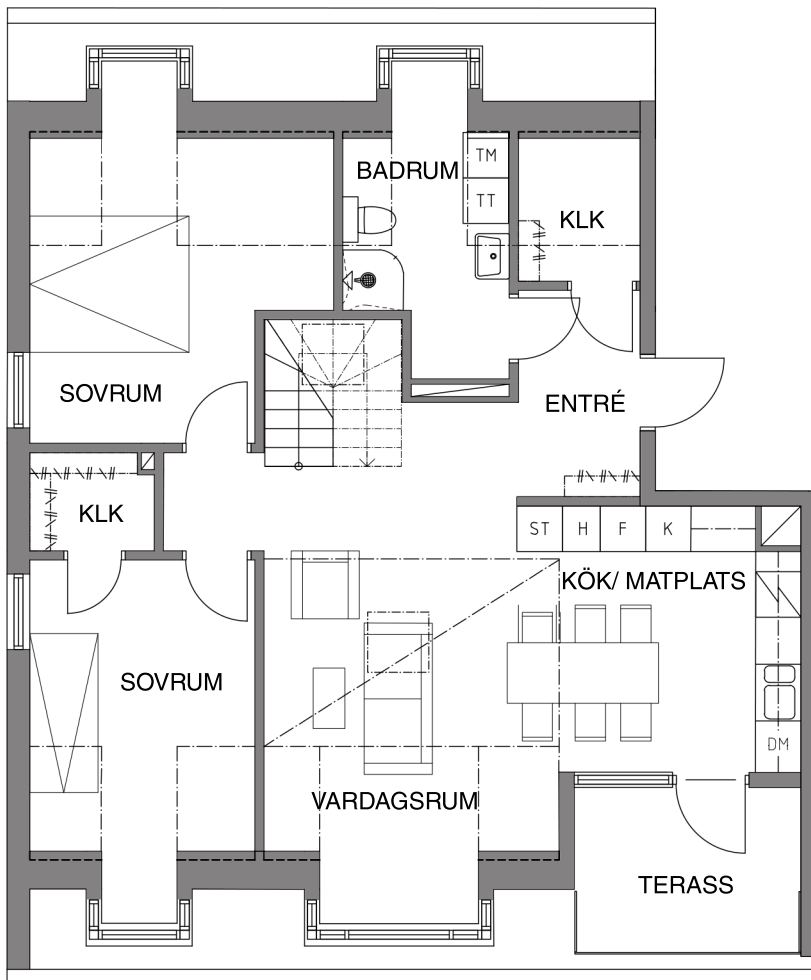 BADRUM
TM
TT
KLK
SOVRUM
ENTRÉ
KLK
ST
H
F
K
KÖK/ MATPLATS
SOVRUM
DM
VARDAGSRUM
TERASS